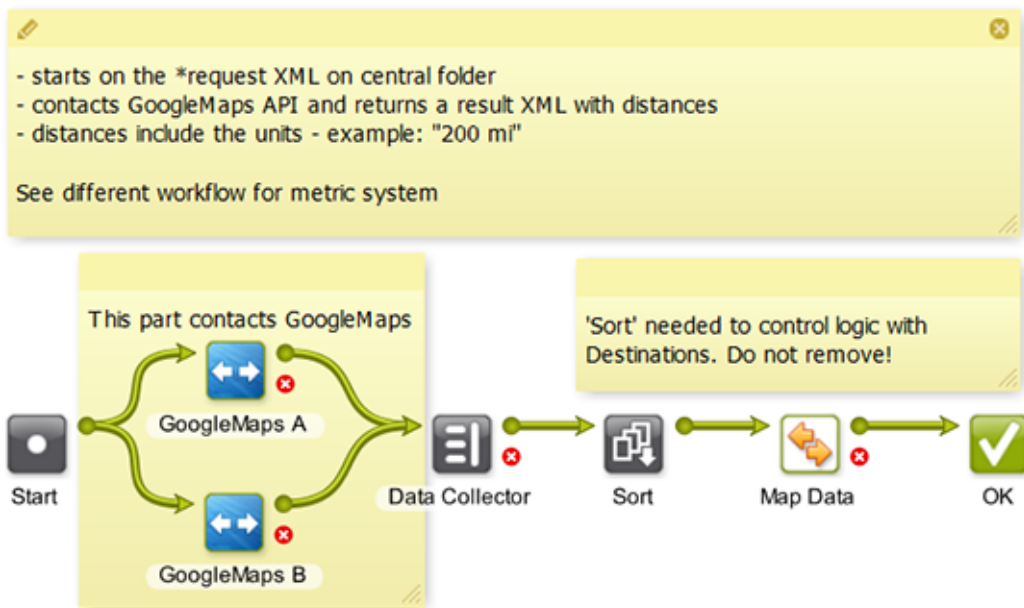 - starts on the *request XML on central folder
- contacts GoogleMaps API and returns a result XML with distances
- distances include the units - example: "200 mi"
See different workflow for metric system
This part contacts GoogleMaps
'Sort' needed to control logic with
Destinations. Do not remove!
GoogleMaps A
Start
Data Collector
Sort
Map Data
OK
GoogleMaps B